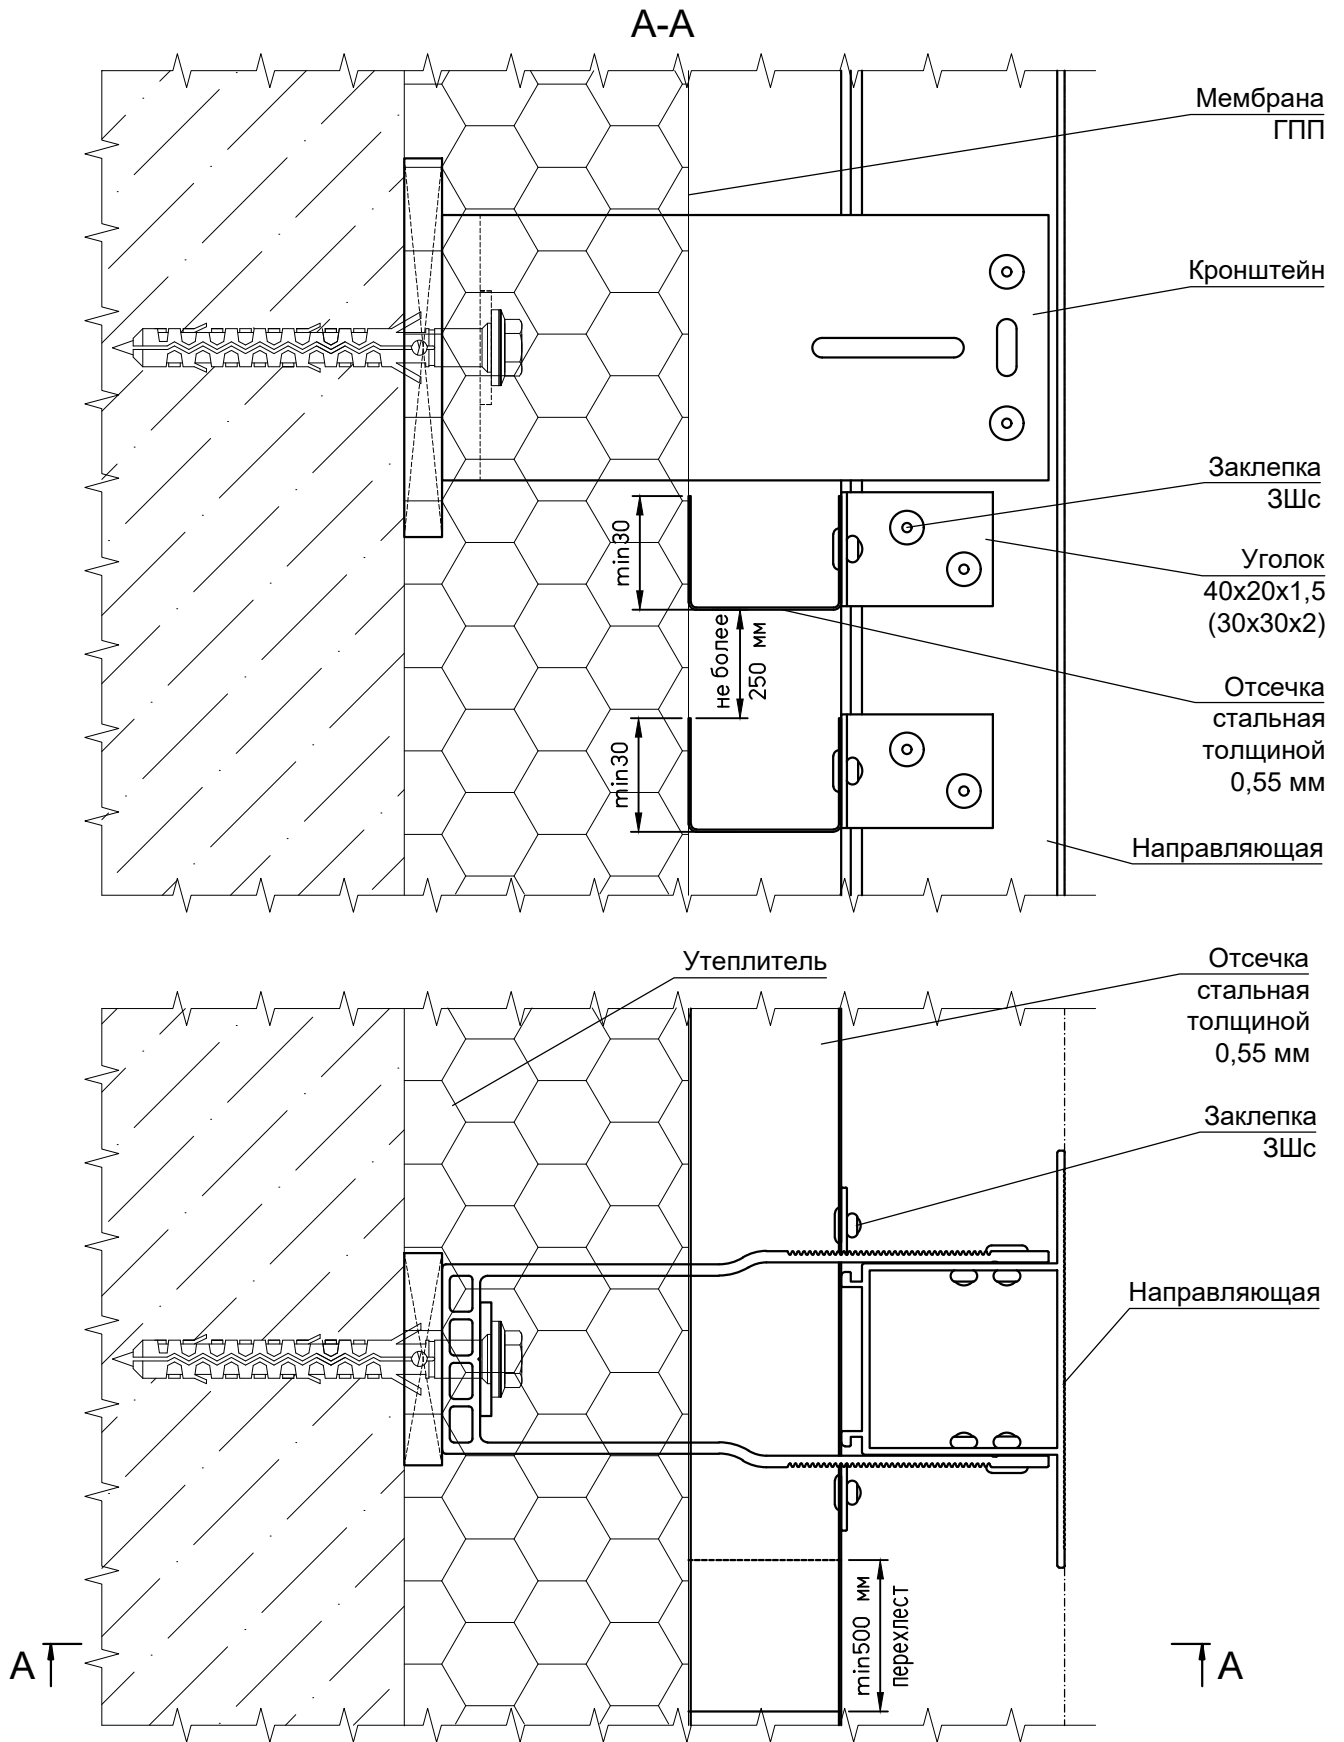 А-А
Мембрана
ГПП
Кронштейн
Заклепка
ЗШс
Уголок
40х20х1,5
(30х30х2)
Отсечка
стальная
толщиной
0,55 мм
Направляющая
min30
не более
250 мм
min30
Утеплитель
Отсечка
стальная
толщиной
0,55 мм
Заклепка
ЗШс
Направляющая
min500 мм
перехлест
А
А